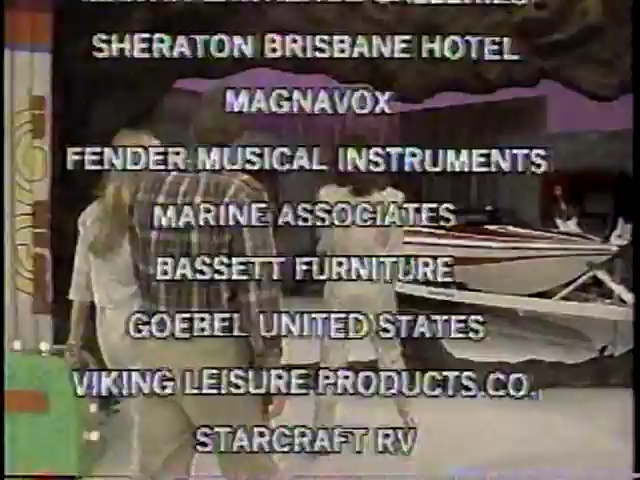 SHERATON BRISBANE HOTEL
MAGNAVOX
FENDER MUSICAL INSTRUMENTS
MARINE ASSOCIATES
BASSETT FURNITURE
GOEBEL UNITED STATES
VIKING LEISURE PRODUCTS CO.
STARCRAFT RV